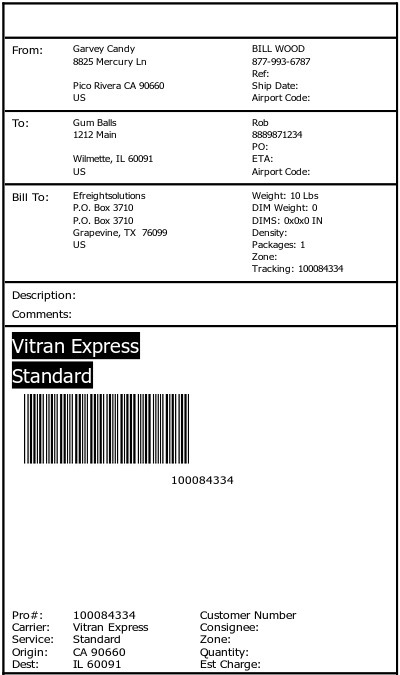 From: Garvey Candy BILL WOOD
8825 Mercury Ln 877-993-6787
Ref:
Pico Rivera CA 90660 Ship Date:
US Airport Code:
To: Gum Balls Rob
1212 Main 8889871234
PO:
Wilmette, IL 60091 ETA:
US Airport Code:
Bill To: Efreightsolutions Weight: 10 Lbs
P.O. Box 3710 DIM Weight: 0
P.O. Box 3710 DIMS: 0x0x0 IN
Grapevine, TX  76099 Density:
US Packages: 1
Zone:
Tracking: 100084334
Description:
Comments:
Vitran Express
Standard
100084334
Pro#: 100084334 Customer Number
Carrier: Vitran Express Consignee:
Service: Standard Zone:
Origin: CA 90660 Quantity:
Dest: IL 60091 Est Charge: